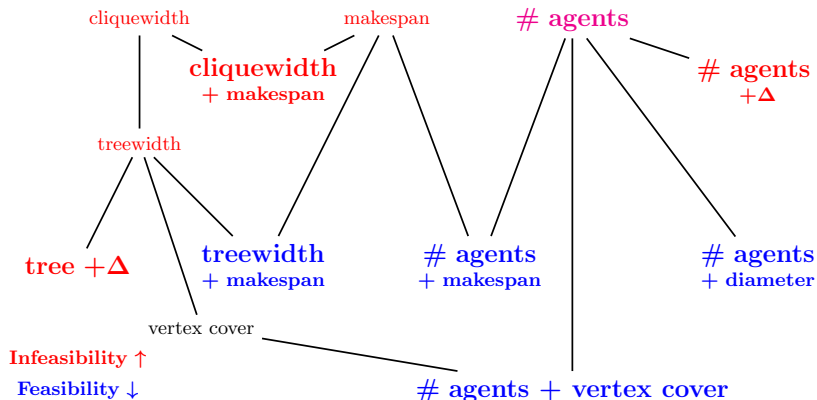 cliquewidth
makespan
# agents
cliquewidth
+ makespan
# agents
+Δ
treewidth
tree +Δ
treewidth
+ makespan
# agents
+ makespan
# agents
+ diameter
vertex cover
Infeasibility ↑
Feasibility ↓
# agents + vertex cover